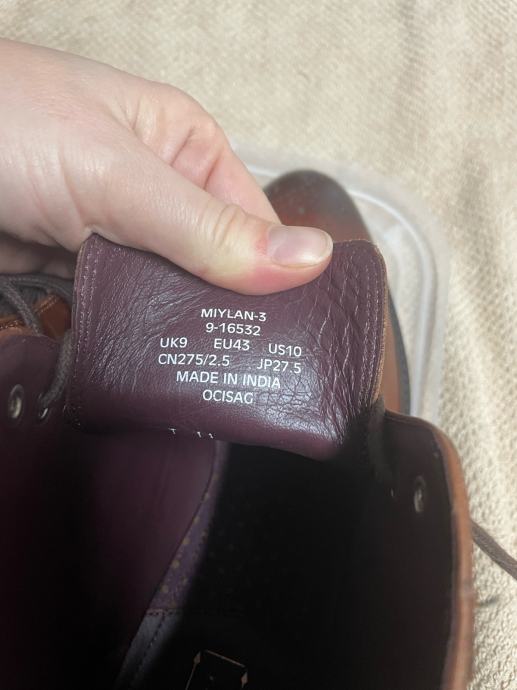 MIYLAN-3
9-16532
UK9 EU43 US10
CN275/2.5 JP27.5
MADE IN INDIA
OCISAG